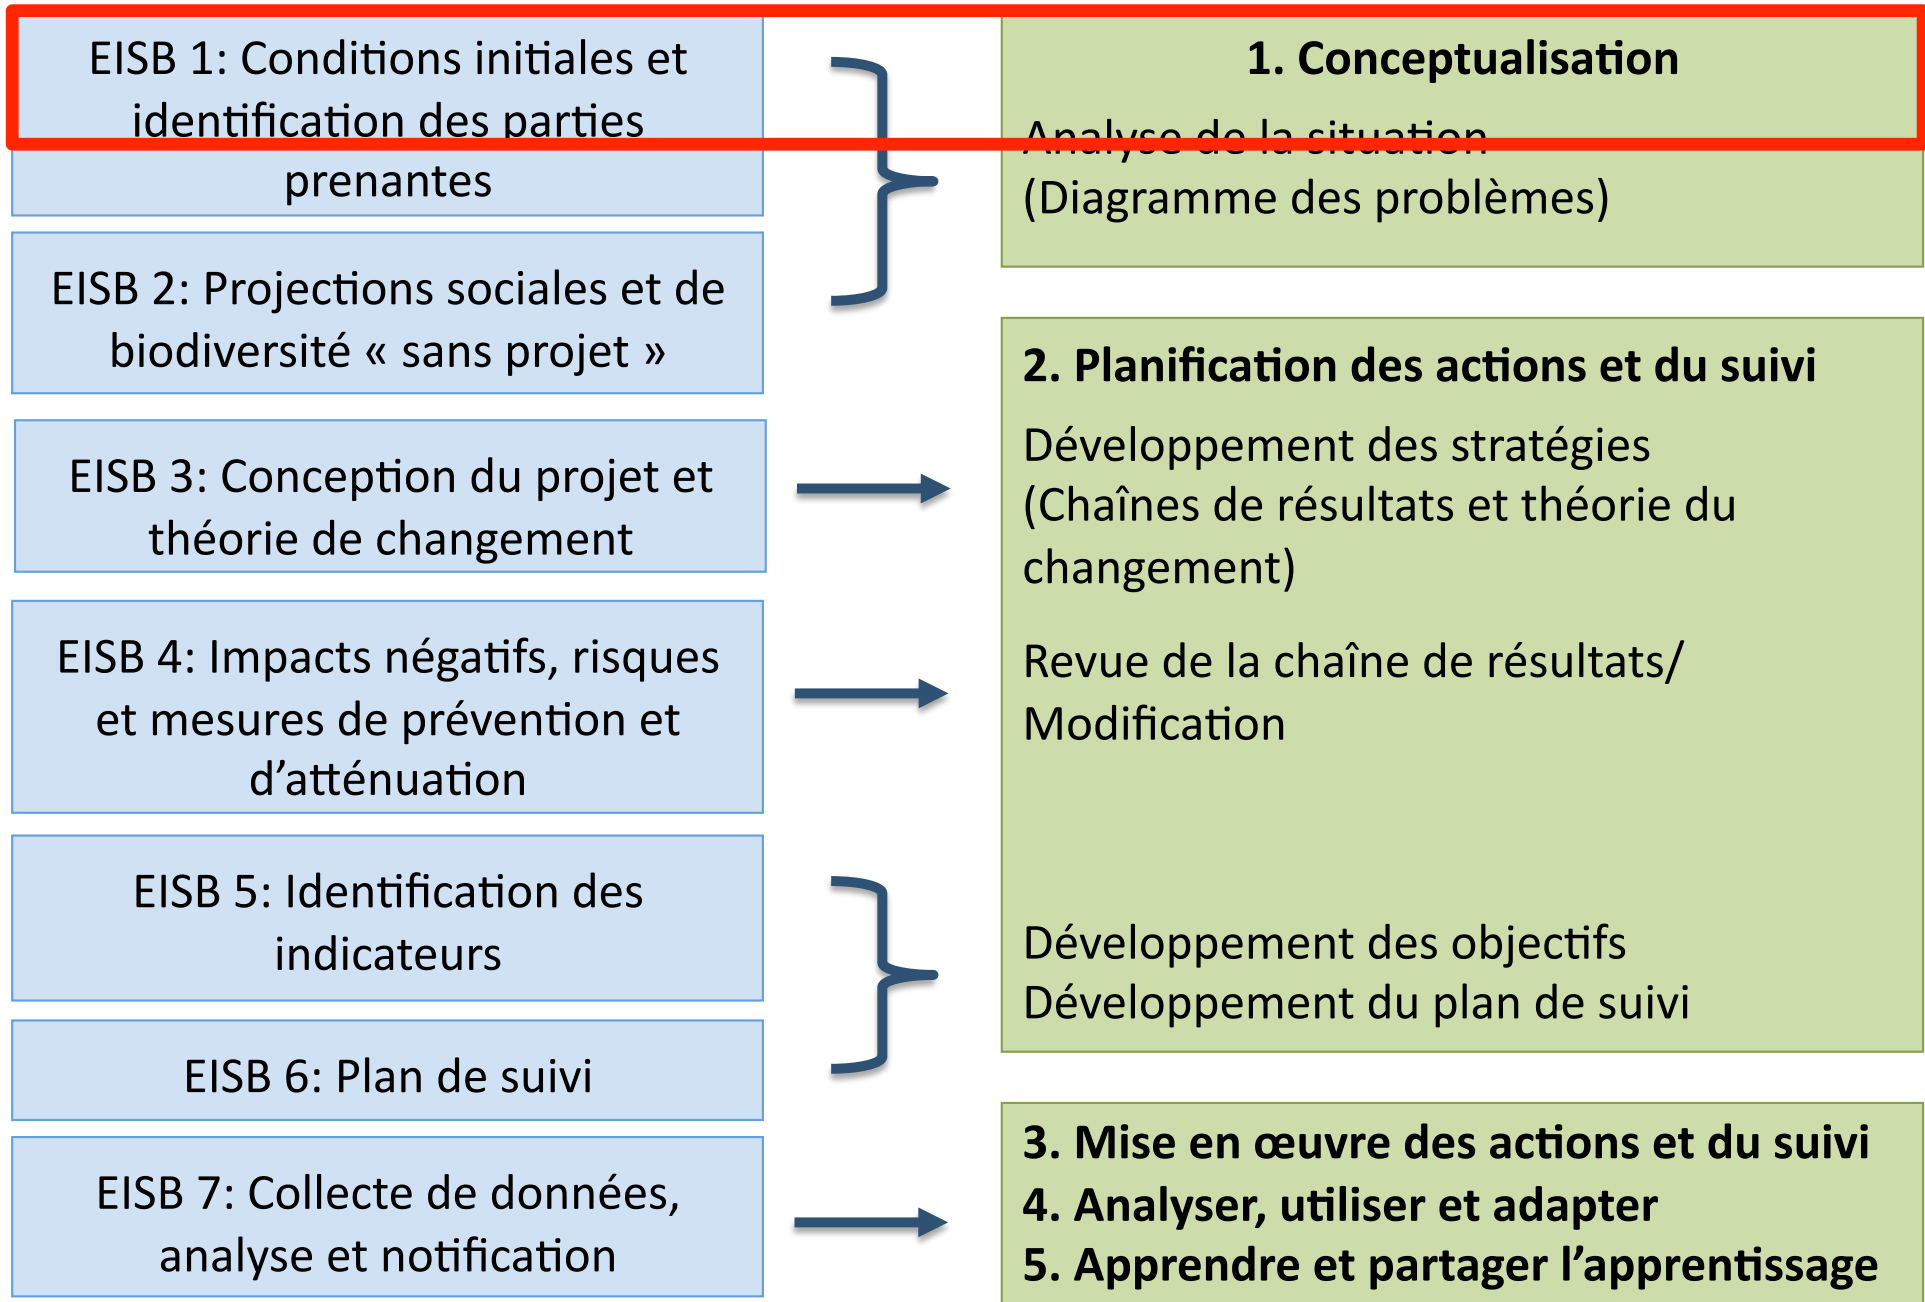 EISB 1: Conditions initiales et
identification des parties
prenantes
EISB 2: Projections sociales et de
biodiversité « sans projet »
EISB 3: Conception du projet et
théorie de changement
EISB 4: Impacts négatifs, risques
et mesures de prévention et
d’atténuation
EISB 5: Identification des
indicateurs
EISB 6: Plan de suivi
EISB 7: Collecte de données,
analyse et notification
1. Conceptualisation
Analyse de la situation
(Diagramme des problèmes)
2. Planification des actions et du suivi
Développement des stratégies
(Chaînes de résultats et théorie du
changement)
Revue de la chaîne de résultats/
Modification
Développement des objectifs
Développement du plan de suivi
3. Mise en œuvre des actions et du suivi
4. Analyser, utiliser et adapter
5. Apprendre et partager l’apprentissage